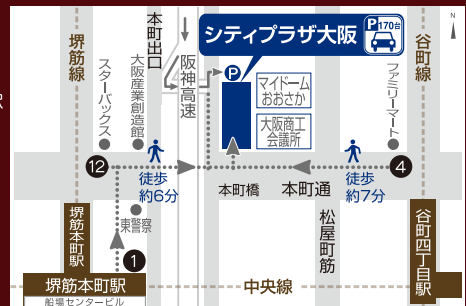 シティプラザ大阪
P 170台
N
堺筋線
本町出口
阪神高速
谷町線
スターバックス
大阪産業創造館
P
マイドーム
おおさか
大阪商工
会議所
ファミリーマート
12
徒歩
約6分
本町橋
本町通
徒歩
約7分
4
東警察
松屋町筋
堺筋本町駅
谷町四丁目駅
1
堺筋本町駅
船場センタービル
中央線